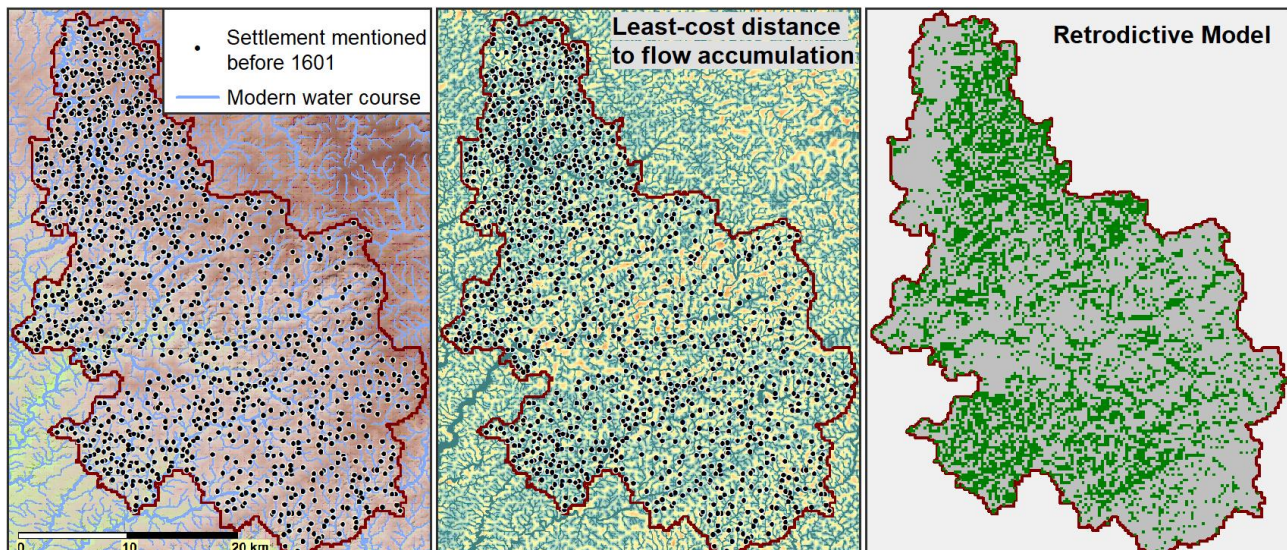 Settlement mentioned
before 1601
Modern water course
0 10 20 km
Least-cost distance
to flow accumulation
Retrodictive Model